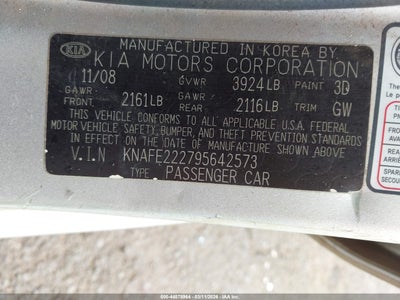 KIA
MANUFACTURED IN KOREA BY
KIA MOTORS CORPORATION
11/08 GVWR 3924LB PAINT 3D
GAWR FRONT 2161LB GAWR REAR 2116LB TRIM GW
THIS VEHICLE CONFORMS TO ALL APPLICABLE U.S.A. FEDERAL
MOTOR VEHICLE SAFETY, BUMPER, AND THEFT PREVENTION STANDARDS
IN EFFECT ON THE DATE OF MANUFACTURE SHOWN ABOVE.
V.I.N KNAFE222795642573
TYPE: PASSENGER CAR